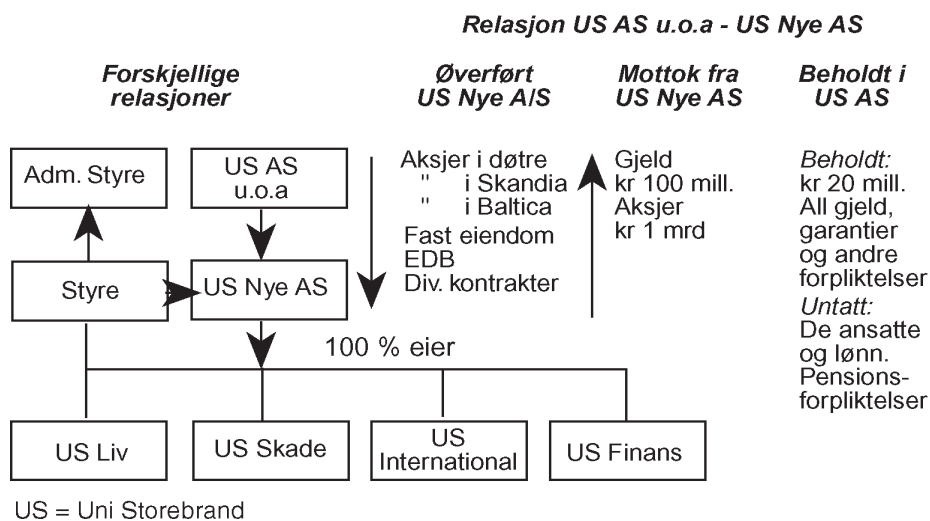 Relasjon US AS u.o.a - US Nye AS
Forskjellige
relasjoner
Øverført
US Nye A/S
Mottok fra
US Nye AS
Beholdt i
US AS
Adm. Styre
US AS
u.o.a
Styre
US Nye AS
100 % eier
US Liv
US Skade
US
International
US Finans
Aksjer i døtre
" i Skandia
" i Baltica
Fast eiendom
EDB
Div. kontrakter
Gjeld
kr 100 mill.
Aksjer
kr 1 mrd
Beholdt:
kr 20 mill.
All gjeld,
garantier
og andre
forpliktelser
Untatt:
De ansatte
og lønn.
Pensions-
forpliktelser
US = Uni Storebrand